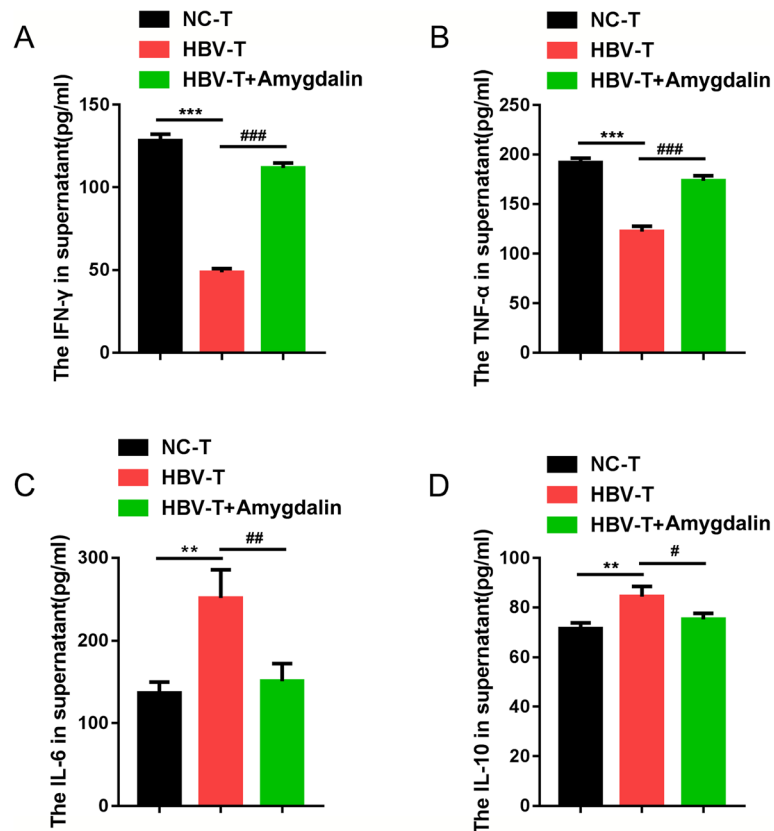 A
NC-T
HBV-T
HBV-T+Amygdalin
The IFN-γ in supernatant(pg/ml)
150
100
50
0
***
###
B
NC-T
HBV-T
HBV-T+Amygdalin
The TNF-α in supernatant(pg/ml)
250
200
150
100
50
0
***
###
C
NC-T
HBV-T
HBV-T+Amygdalin
The IL-6 in supernatant(pg/ml)
300
200
100
0
**
##
D
NC-T
HBV-T
HBV-T+Amygdalin
The IL-10 in supernatant(pg/ml)
100
80
60
40
20
0
**
#